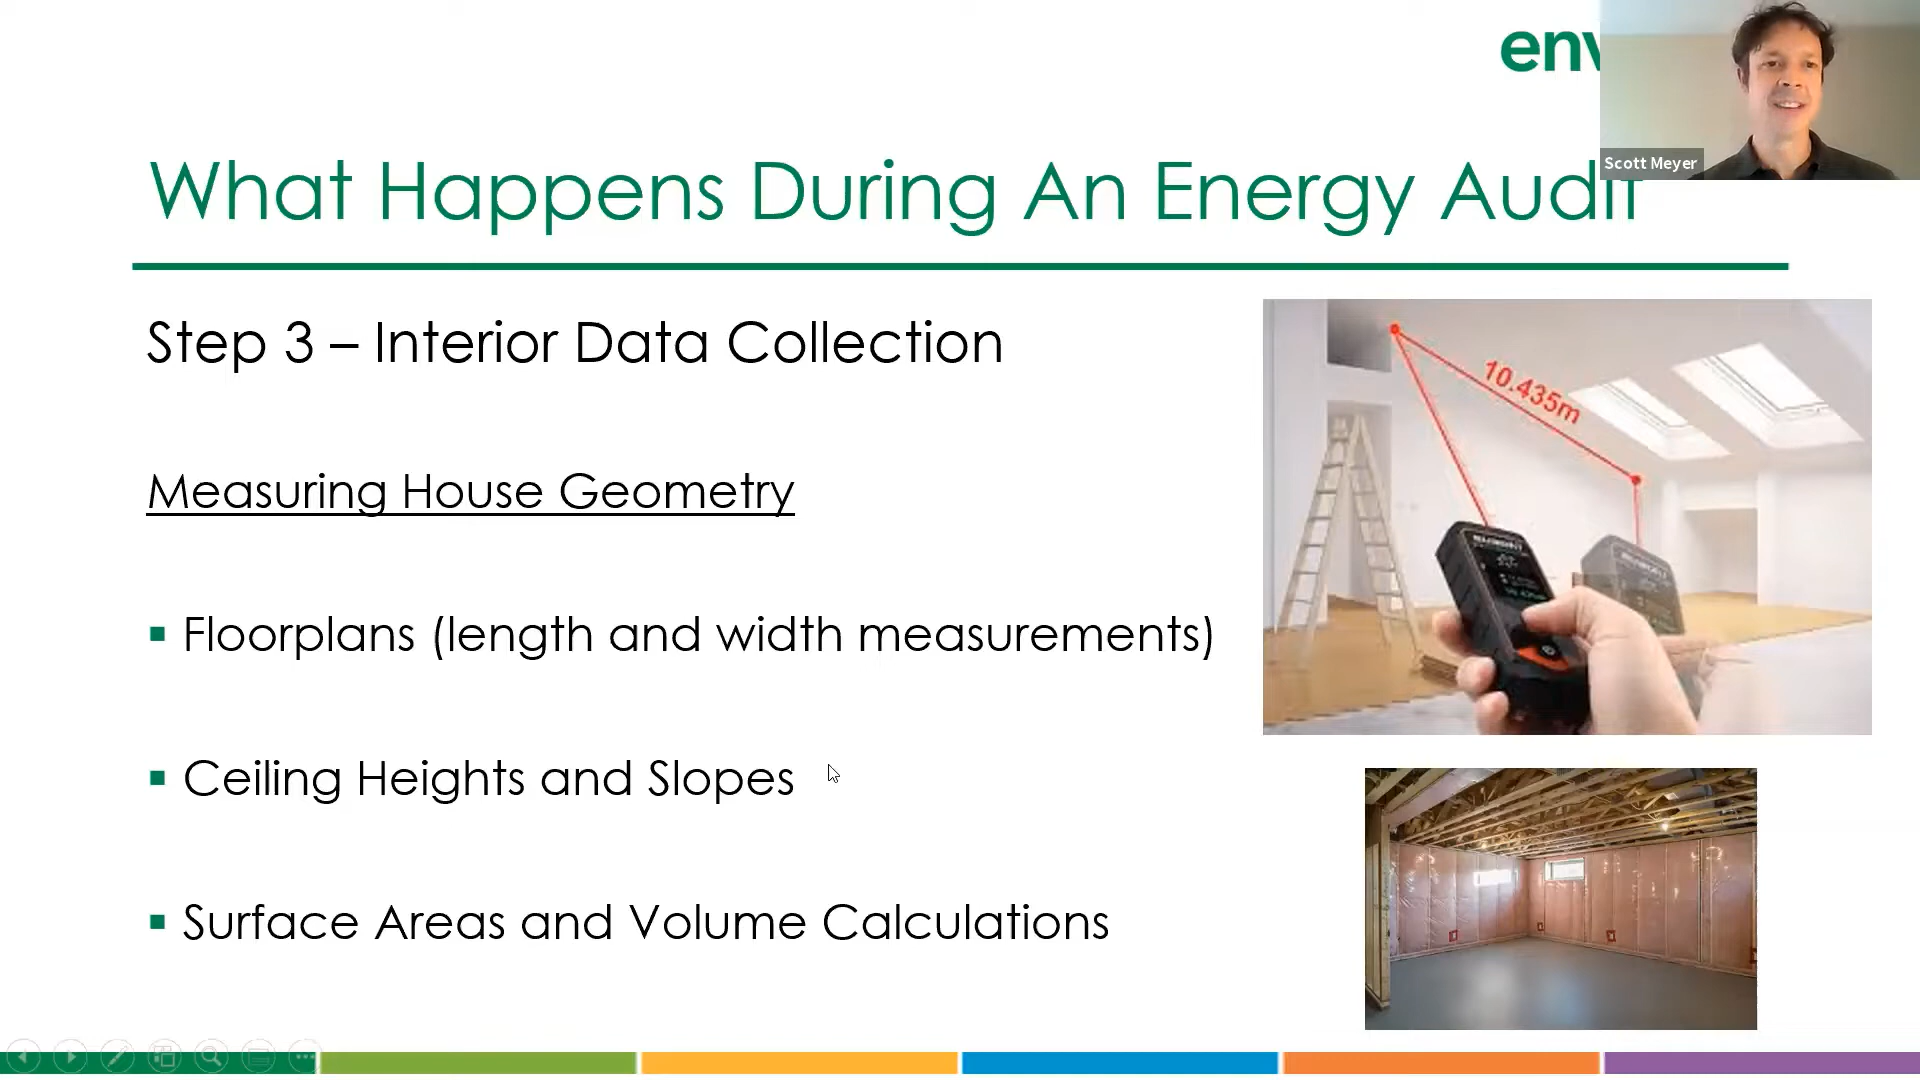 env
Scott Meyer
What Happens During An Energy Audit
Step 3 – Interior Data Collection
10.435m
Measuring House Geometry
▪ Floorplans (length and width measurements)
▪ Ceiling Heights and Slopes
▪ Surface Areas and Volume Calculations